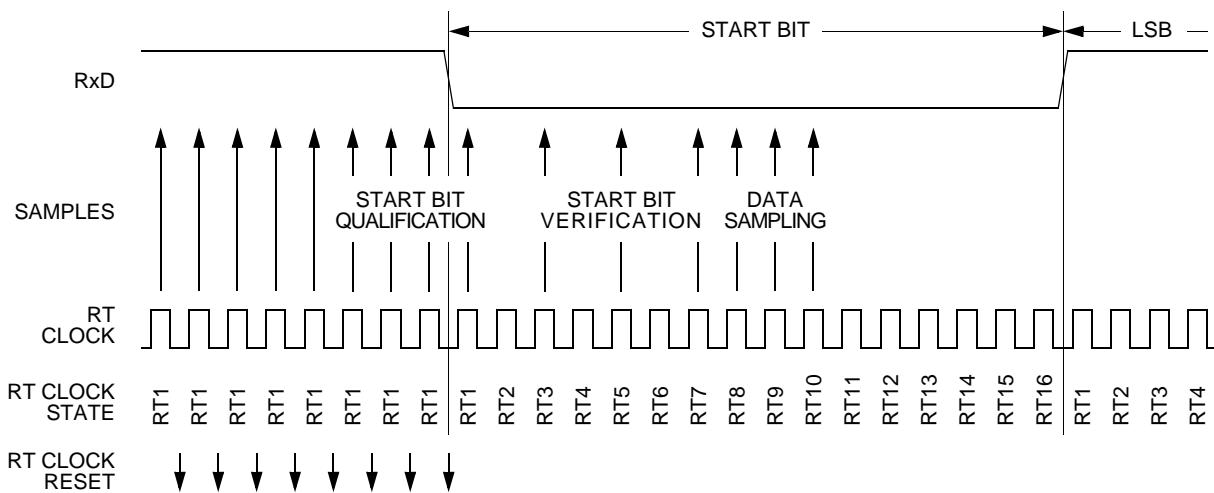 START BIT
LSB
RxD
SAMPLES
START BIT
QUALIFICATION
START BIT
VERIFICATION
DATA
SAMPLING
RT
CLOCK
RT CLOCK
STATE
RT1 RT1 RT1 RT1 RT1 RT1 RT1 RT1 RT1 RT2 RT3 RT4 RT5 RT6 RT7 RT8 RT9 RT10 RT11 RT12 RT13 RT14 RT15 RT16 RT1 RT2 RT3 RT4
RT CLOCK
RESET